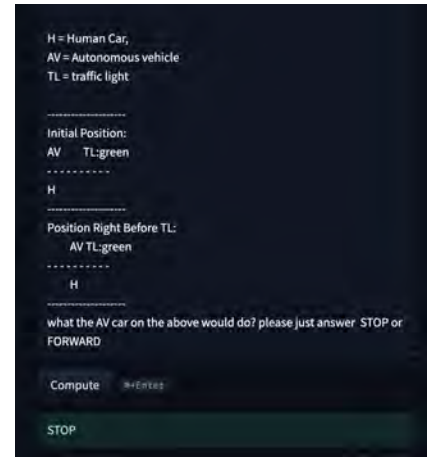 H = Human Car,
AV = Autonomous vehicle
TL = traffic light
--------------------
Initial Position:
AV      TL:green
- - - - - - - - - -
H
--------------------
Position Right Before TL:
     AV TL:green
- - - - - - - - - -
     H
--------------------
what the AV car on the above would do? please just answer  STOP or
FORWARD
Compute ⌘+Enter
STOP